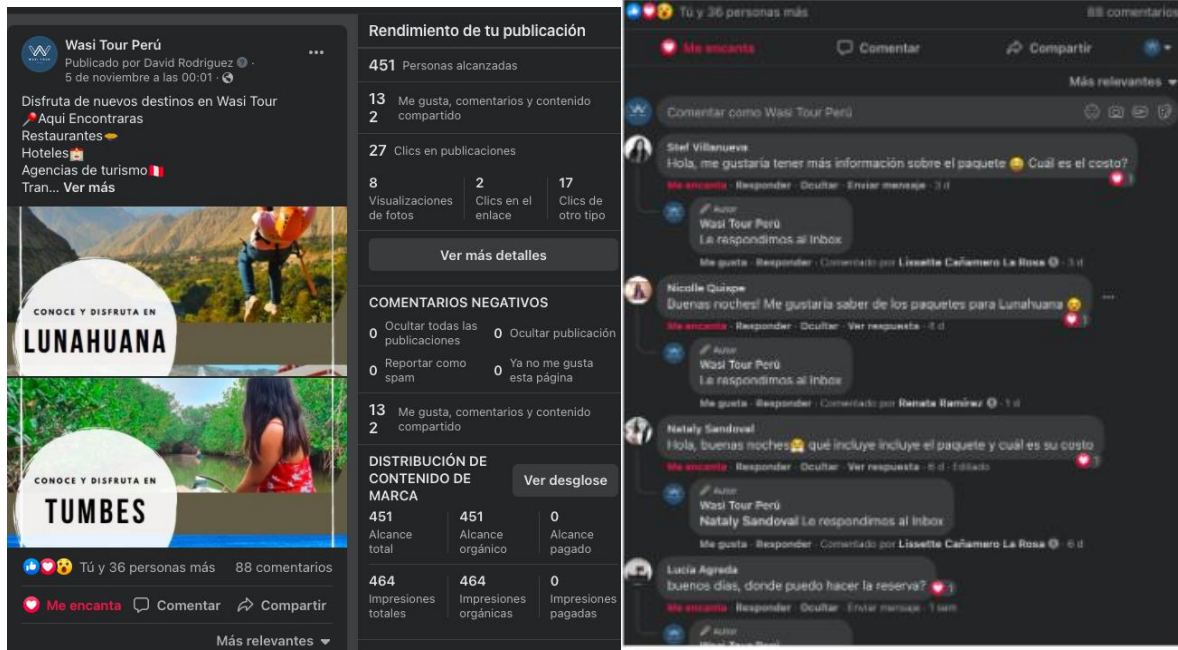 Wasi Tour Perú
Publicado por David Rodriguez
5 de noviembre a las 00:01 ·
Disfruta de nuevos destinos en Wasi Tour
📍Aqui Encontraras
Restaurantes
Hoteles🏨
Agencias de turismo🇵🇪
Tran... Ver más
CONOCE Y DISFRUTA EN
LUNAHUANA
CONOCE Y DISFRUTA EN
TUMBES
Tú y 36 personas más 88 comentarios
Me encanta Comentar Compartir
Más relevantes
Rendimiento de tu publicación
451 Personas alcanzadas
13
2
Me gusta, comentarios y contenido
compartido
27 Clics en publicaciones
8
Visualizaciones
de fotos
2
Clics en el
enlace
17
Clics de
otro tipo
Ver más detalles
COMENTARIOS NEGATIVOS
0 Ocultar todas las
publicaciones
0 Ocultar publicación
0 Reportar como
spam
0 Ya no me gusta
esta página
13
2
Me gusta, comentarios y contenido
compartido
DISTRIBUCIÓN DE
CONTENIDO DE
MARCA
Ver desglose
451
Alcance
total
451
Alcance
orgánico
0
Alcance
pagado
464
Impresiones
totales
464
Impresiones
orgánicas
0
Impresiones
pagadas
Tú y 36 personas más 88 comentarios
Me encanta Comentar Compartir
Más relevantes
Comentar como Wasi Tour Perú
Stef Villanueva
Hola, me gustaría tener más información sobre el paquete Cuál es el costo?
Me encanta · Responder · Ocultar · Enviar mensaje · 3 d
Autor
Wasi Tour Perú
Le respondimos al Inbox
Me gusta · Responder · Comentado por Lissette Cañamero La Rosa · 3 d
Nicolle Quispe
Buenas noches! Me gustaría saber de los paquetes para Lunahuana
Me encanta · Responder · Ocultar · Ver respuesta
Autor
Wasi Tour Perú
Le respondimos al Inbox
Me gusta · Responder · Comentado por Renata Ramírez · 1 d
Nataly Sandoval
Hola, buenas noches qué incluye incluye el paquete y cuál es su costo
Me encanta · Responder · Ocultar · Ver respuesta · 6 d · Editado
Autor
Wasi Tour Perú
Nataly Sandoval Le respondimos al Inbox
Me gusta · Responder · Comentado por Lissette Cañamero La Rosa · 6 d
Lucía Agreda
buenos días, donde puedo hacer la reserva?
Me encanta · Responder · Ocultar · Enviar mensaje · 1 sem
Autor
Wasi Tour Perú